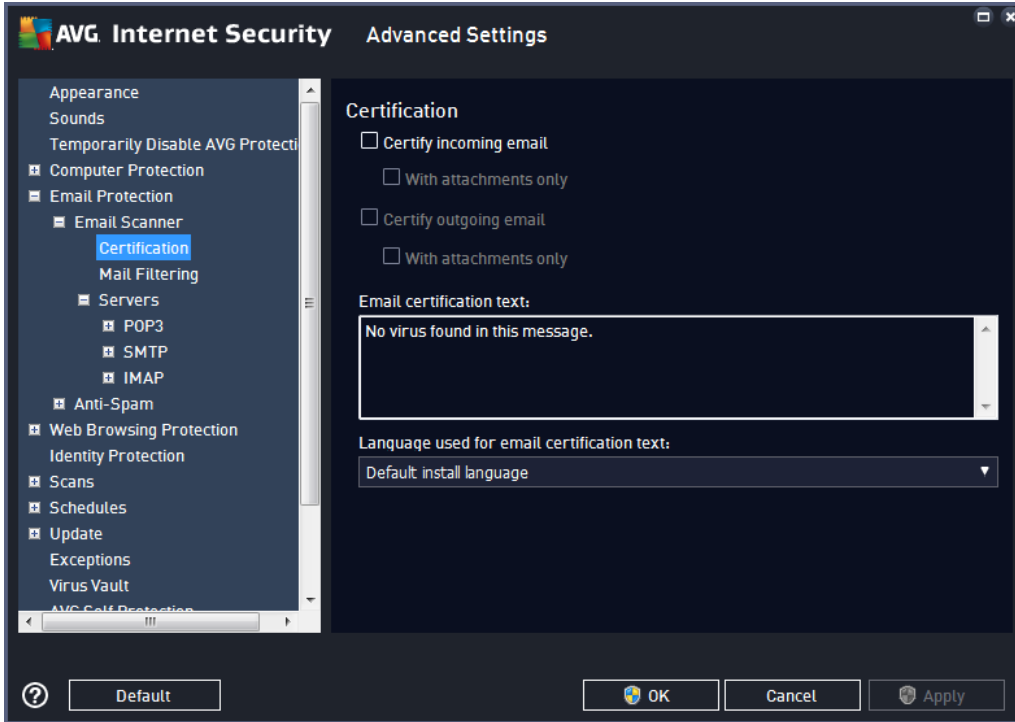 AVG. Internet Security Advanced Settings
Appearance
Sounds
Temporarily Disable AVG Protecti
Computer Protection
Email Protection
Email Scanner
Certification
Mail Filtering
Servers
POP3
SMTP
IMAP
Anti-Spam
Web Browsing Protection
Identity Protection
Scans
Schedules
Update
Exceptions
Virus Vault
AVG Self Protection
Certification
Certify incoming email
With attachments only
Certify outgoing email
With attachments only
Email certification text:
No virus found in this message.
Language used for email certification text:
Default install language
? Default OK Cancel Apply